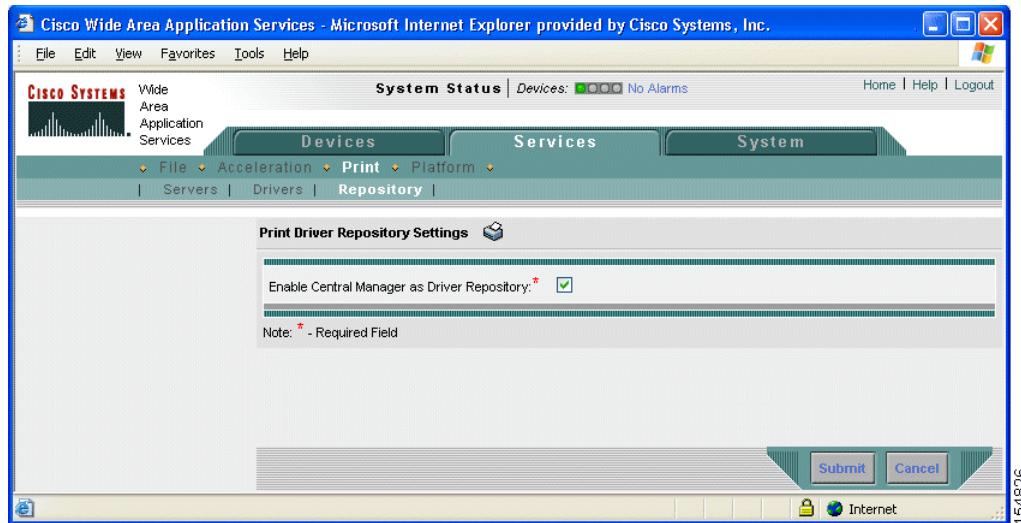 Cisco Wide Area Application Services - Microsoft Internet Explorer provided by Cisco Systems, Inc.
File Edit View Favorites Tools Help
CISCO SYSTEMS
Wide
Area
Application
Services
System Status | Devices: No Alarms
Home | Help | Logout
Devices Services System
File Acceleration Print Platform
| Servers | Drivers | Repository |
Print Driver Repository Settings
Enable Central Manager as Driver Repository:*
Note: * - Required Field
Submit Cancel
Internet
154826